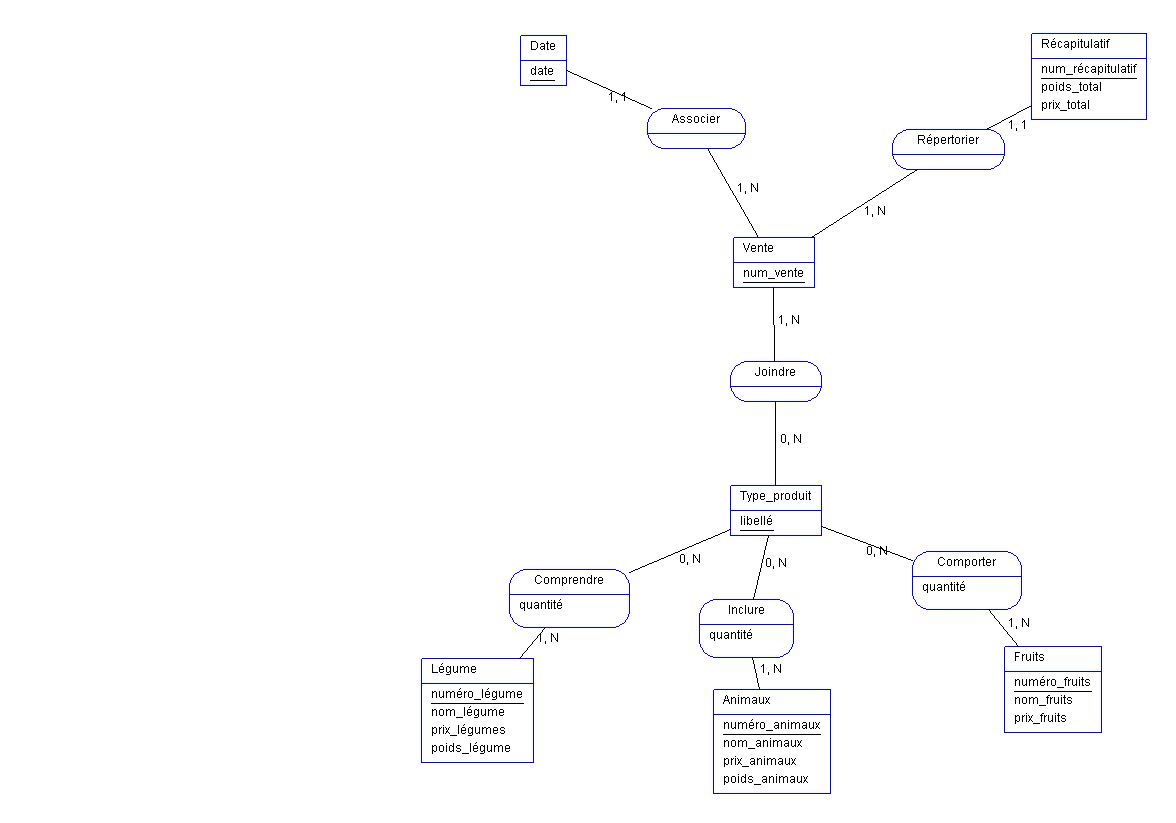 Date
date
Récapitulatif
num_récapitulatif
poids_total
prix_total
1, 1
Associer
1, 1
Répertorier
1, N
1, N
Vente
num_vente
1, N
Joindre
0, N
Type_produit
libellé
0, N
0, N
0, N
Comprendre
quantité
Inclure
quantité
Comporter
quantité
1, N
1, N
1, N
Légume
numéro_légume
nom_légume
prix_légumes
poids_légume
Animaux
numéro_animaux
nom_animaux
prix_animaux
poids_animaux
Fruits
numéro_fruits
nom_fruits
prix_fruits